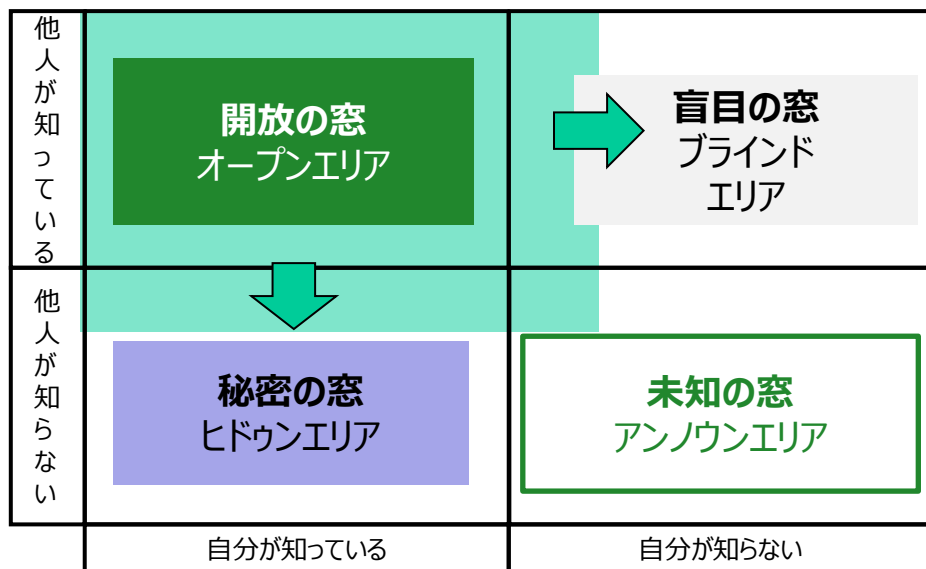 他人が知っている
開放の窓
オープンエリア
盲目の窓
ブラインド
エリア
他人が知らない
秘密の窓
ヒドゥンエリア
未知の窓
アンノウンエリア
自分が知っている
自分が知らない